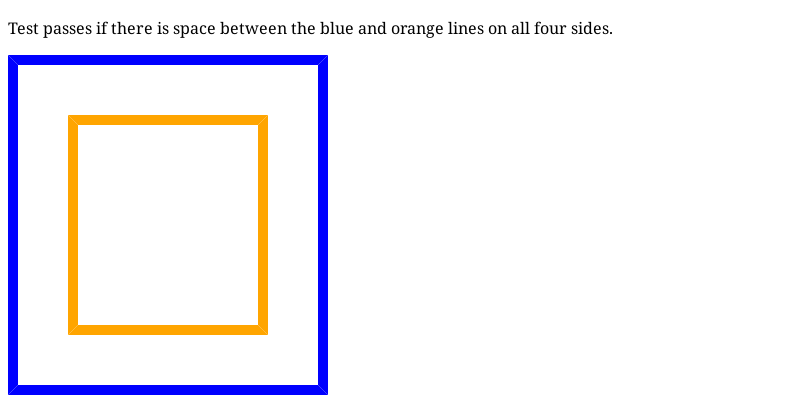 Test passes if there is space between the blue and orange lines on all four sides.